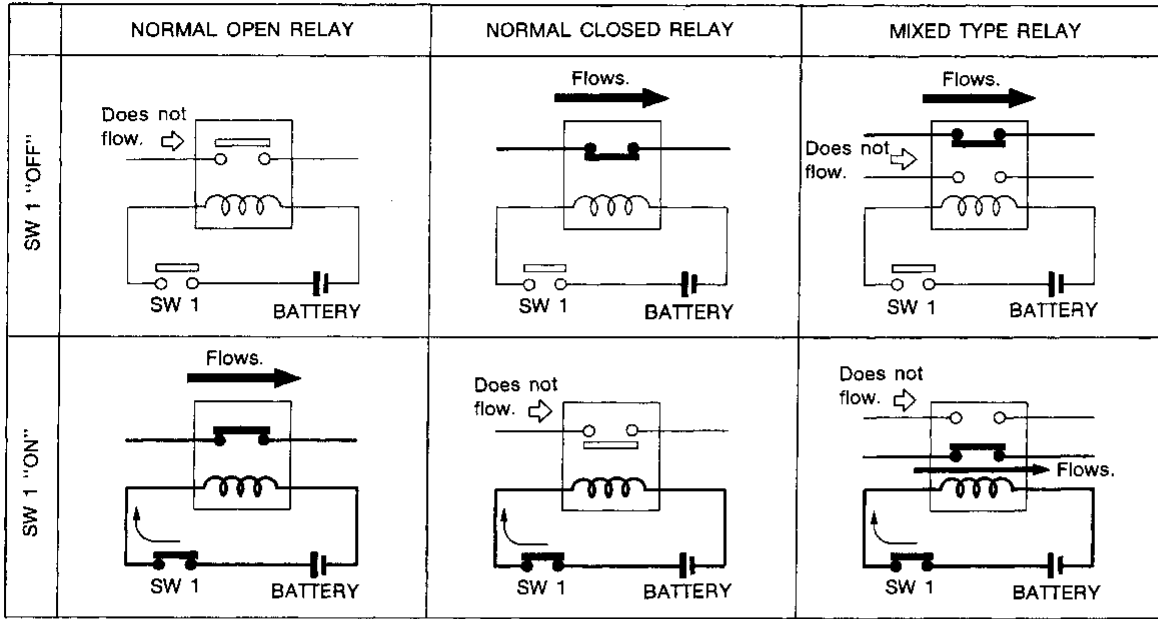 NORMAL OPEN RELAY
NORMAL CLOSED RELAY
MIXED TYPE RELAY
SW 1 "OFF"
Does not
flow.
SW 1
BATTERY
Flows.
SW 1
BATTERY
Flows.
Does not
flow.
SW 1
BATTERY
SW 1 "ON"
Flows.
SW 1
BATTERY
Does not
flow.
SW 1
BATTERY
Does not
flow.
Flows.
SW 1
BATTERY